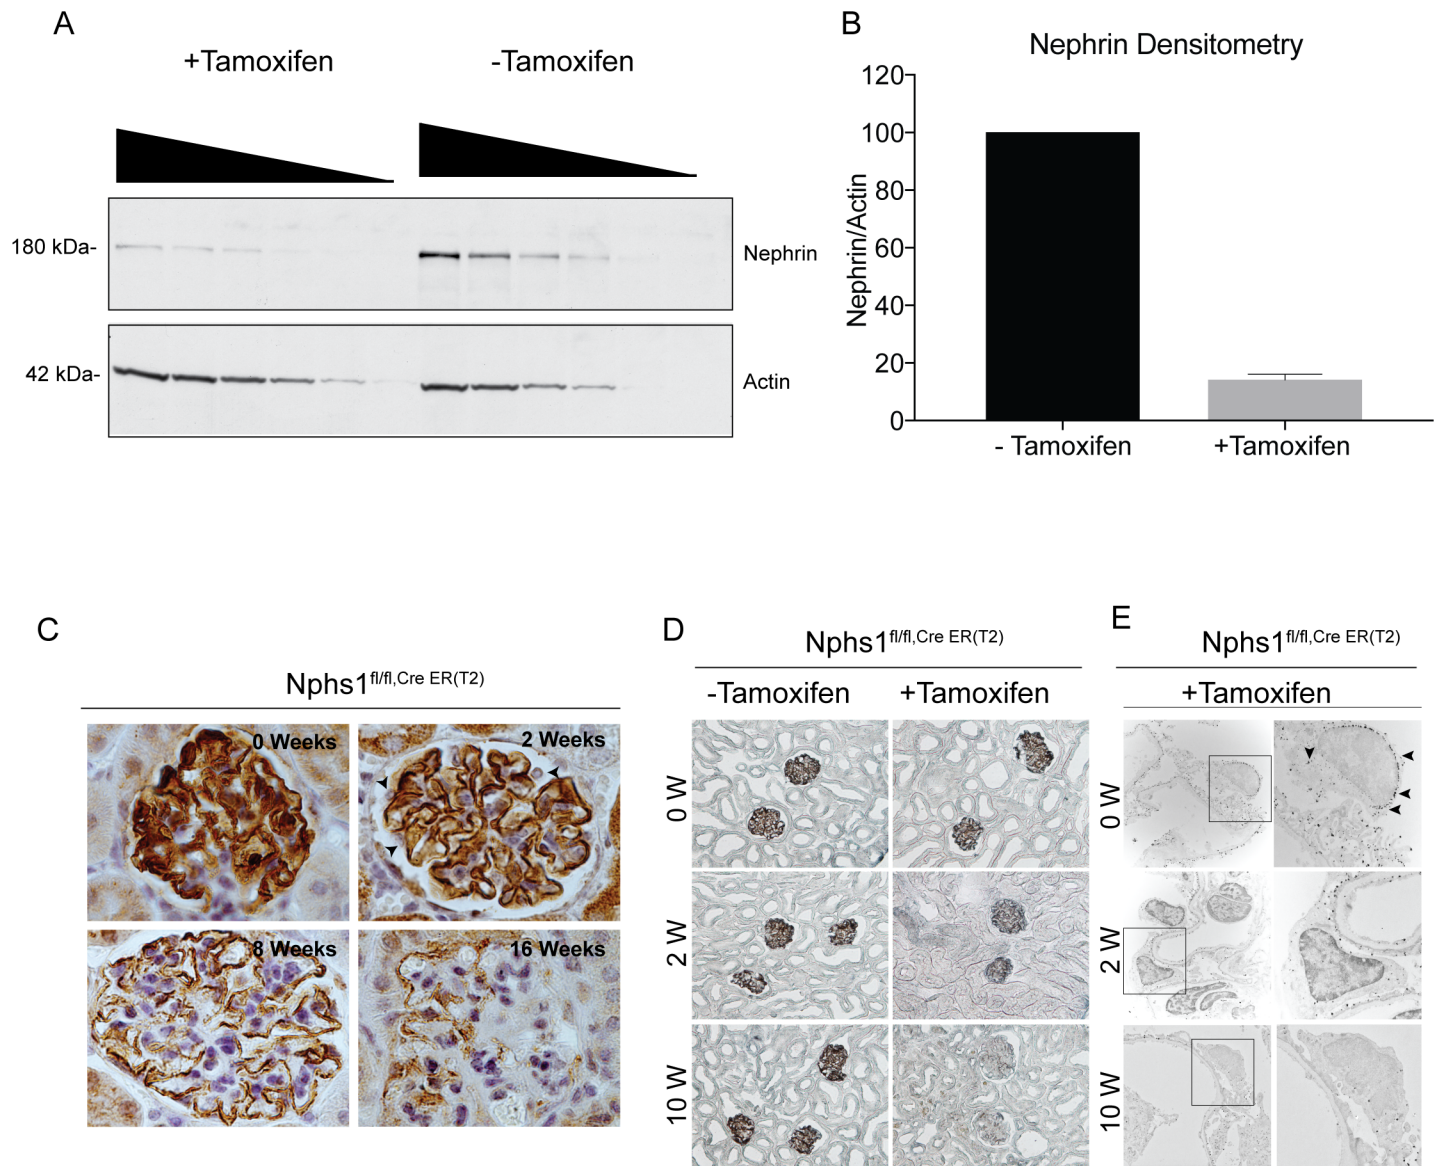 A
+Tamoxifen
-Tamoxifen
180 kDa-
Nephrin
42 kDa-
Actin
B
Nephrin Densitometry
Nephrin/Actin
120
100
80
60
40
20
0
- Tamoxifen
+Tamoxifen
C
Nphs1fl/fl,Cre ER(T2)
0 Weeks
2 Weeks
8 Weeks
16 Weeks
D
Nphs1fl/fl,Cre ER(T2)
-Tamoxifen
+Tamoxifen
0 W
2 W
10 W
E
Nphs1fl/fl,Cre ER(T2)
+Tamoxifen
0 W
2 W
10 W